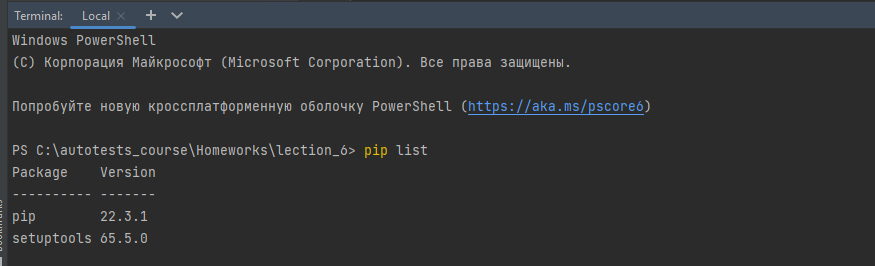 Terminal: Local × + ∨
Windows PowerShell
(C) Корпорация Майкрософт (Microsoft Corporation). Все права защищены.
Попробуйте новую кроссплатформенную оболочку PowerShell (https://aka.ms/pscore6)
PS C:\autotests_course\Homeworks\lection_6> pip list
Package    Version
---------- -------
pip        22.3.1
setuptools 65.5.0